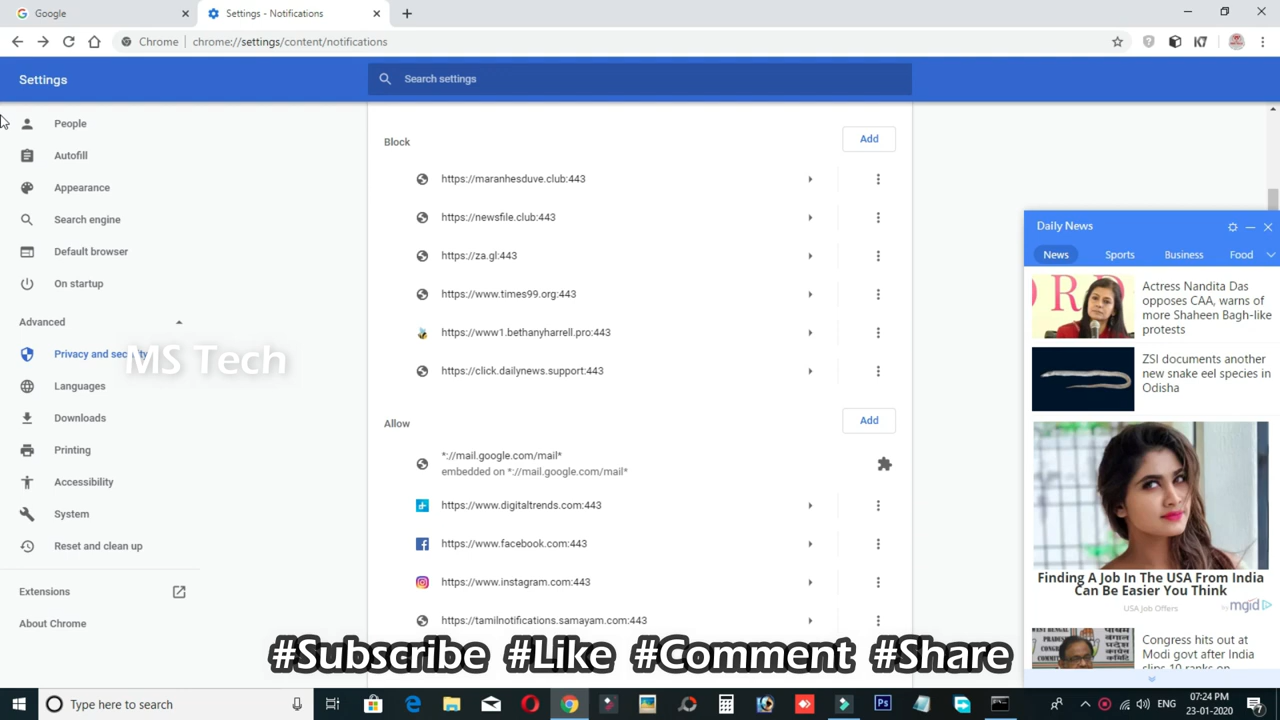 Google
Settings - Notifications
Chrome
chrome://settings/content/notifications
Settings
Search settings
People
Autofill
Appearance
Search engine
Default browser
On startup
Advanced
Privacy and security
Languages
Downloads
Printing
Accessibility
System
Reset and clean up
Extensions
About Chrome
MS Tech
Block
Add
https://maranhesduve.club:443
https://newsfile.club:443
https://za.gl:443
https://www.times99.org:443
https://www1.bethanyharrell.pro:443
https://click.dailynews.support:443
Allow
Add
*://mail.google.com/mail*
embedded on *://mail.google.com/mail*
https://www.digitaltrends.com:443
https://www.facebook.com:443
https://www.instagram.com:443
https://tamilnotifications.samayam.com:443
Daily News
News Sports Business Food
Actress Nandita Das
opposes CAA, warns of
more Shaheen Bagh-like
protests
ZSI documents another
new snake eel species in
Odisha
Finding A Job In The USA From India
Can Be Easier You Think
USA Job Offers
by mgid
Congress hits out at
Modi govt after India
slips 10 ranks on
#Subscribe #Like #Comment #Share
Type here to search
ENG
07:24 PM
23-01-2020